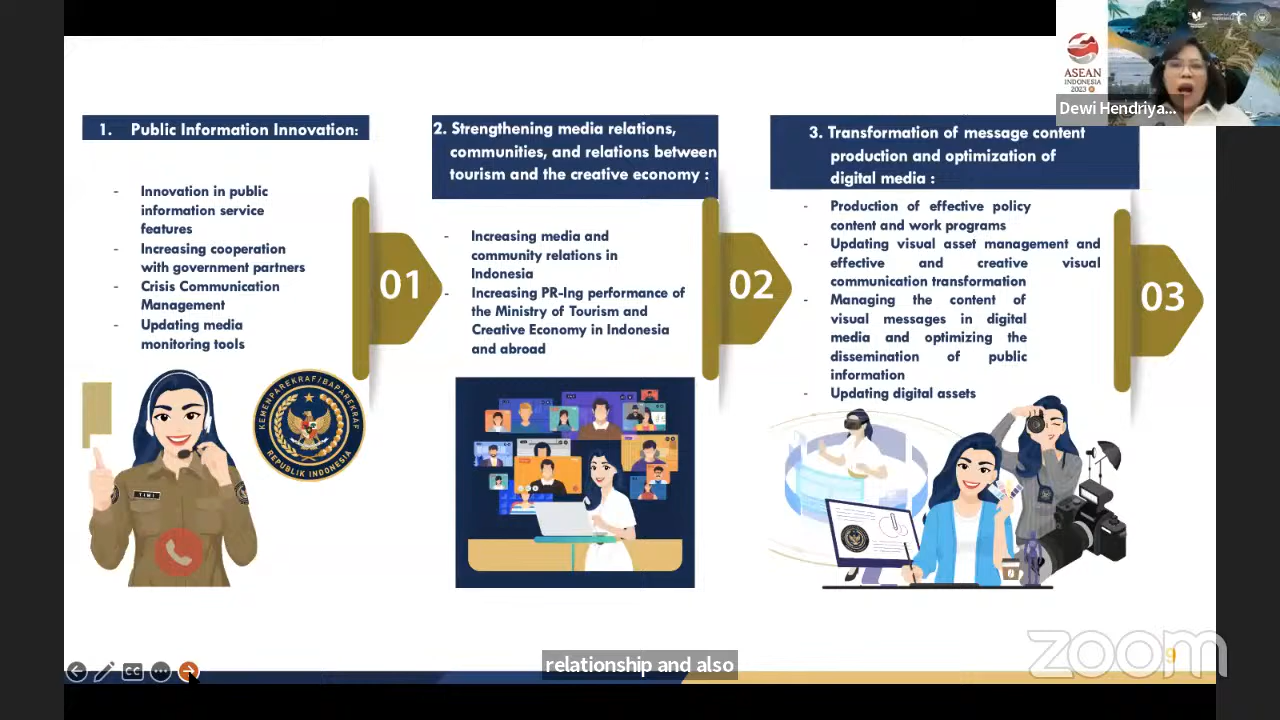 ASEAN
INDONESIA
2023
Dewi Hendriya...
1. Public Information Innovation:
- Innovation in public
information service
features
- Increasing cooperation
with government partners
- Crisis Communication
Management
- Updating media
monitoring tools
01
KEMENPAREKRAF/BAPAREKRAF
REPUBLIK INDONESIA
TIWI
2. Strengthening media relations,
communities, and relations between
tourism and the creative economy :
- Increasing media and
community relations in
Indonesia
- Increasing PR-Ing performance of
the Ministry of Tourism and
Creative Economy in Indonesia
and abroad
02
3. Transformation of message content
production and optimization of
digital media :
- Production of effective policy
content and work programs
- Updating visual asset management and
effective and creative visual
communication transformation
- Managing the content of
visual messages in digital
media and optimizing the
dissemination of public
information
- Updating digital assets
03
CC
relationship and also
zoom
9